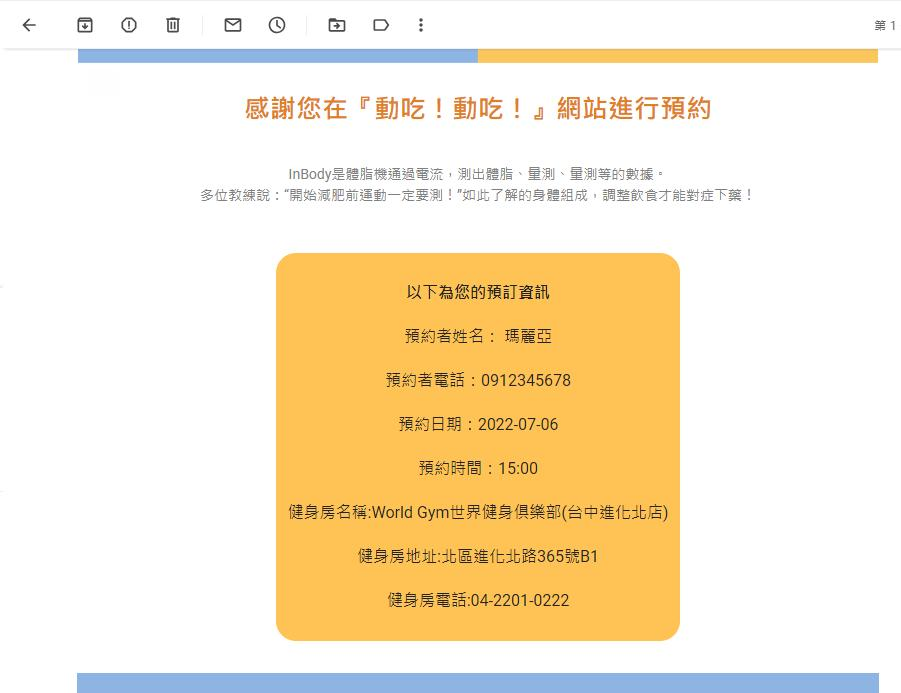 第 1
感謝您在『動吃！動吃！』網站進行預約
InBody是體脂機通過電流，測出體脂、量測、量測等的數據。
多位教練說：“開始減肥前運動一定要測！”如此了解的身體組成，調整飲食才能對症下藥！
以下為您的預訂資訊
預約者姓名： 瑪麗亞
預約者電話：0912345678
預約日期：2022-07-06
預約時間：15:00
健身房名稱:World Gym世界健身俱樂部(台中進化北店)
健身房地址:北區進化北路365號B1
健身房電話:04-2201-0222